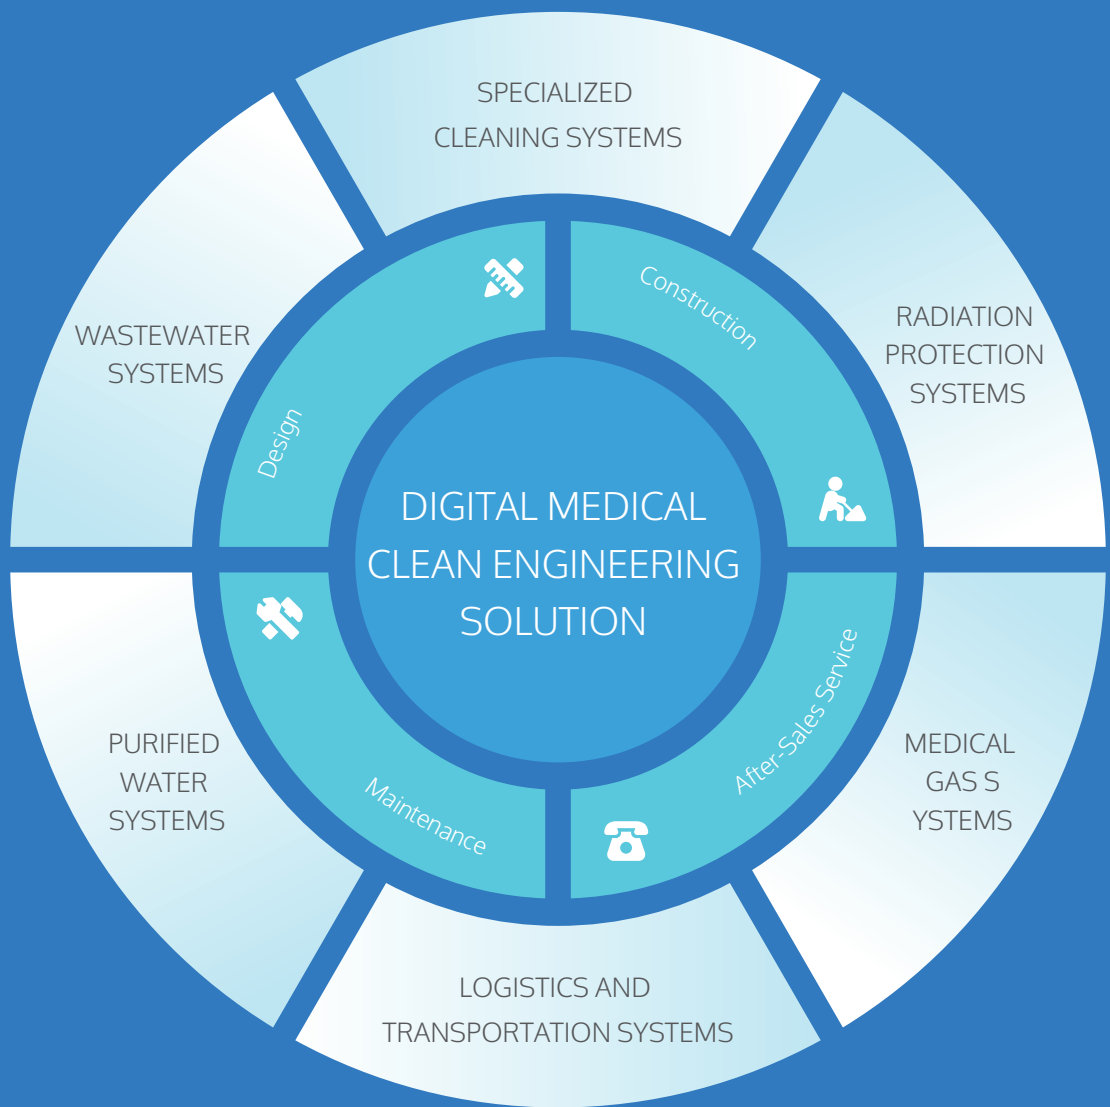 SPECIALIZED
CLEANING SYSTEMS
RADIATION
PROTECTION
SYSTEMS
MEDICAL
GAS S
YSTEMS
LOGISTICS AND
TRANSPORTATION SYSTEMS
PURIFIED
WATER
SYSTEMS
WASTEWATER
SYSTEMS
Design
Construction
After-Sales Service
Maintenance
DIGITAL MEDICAL
CLEAN ENGINEERING
SOLUTION